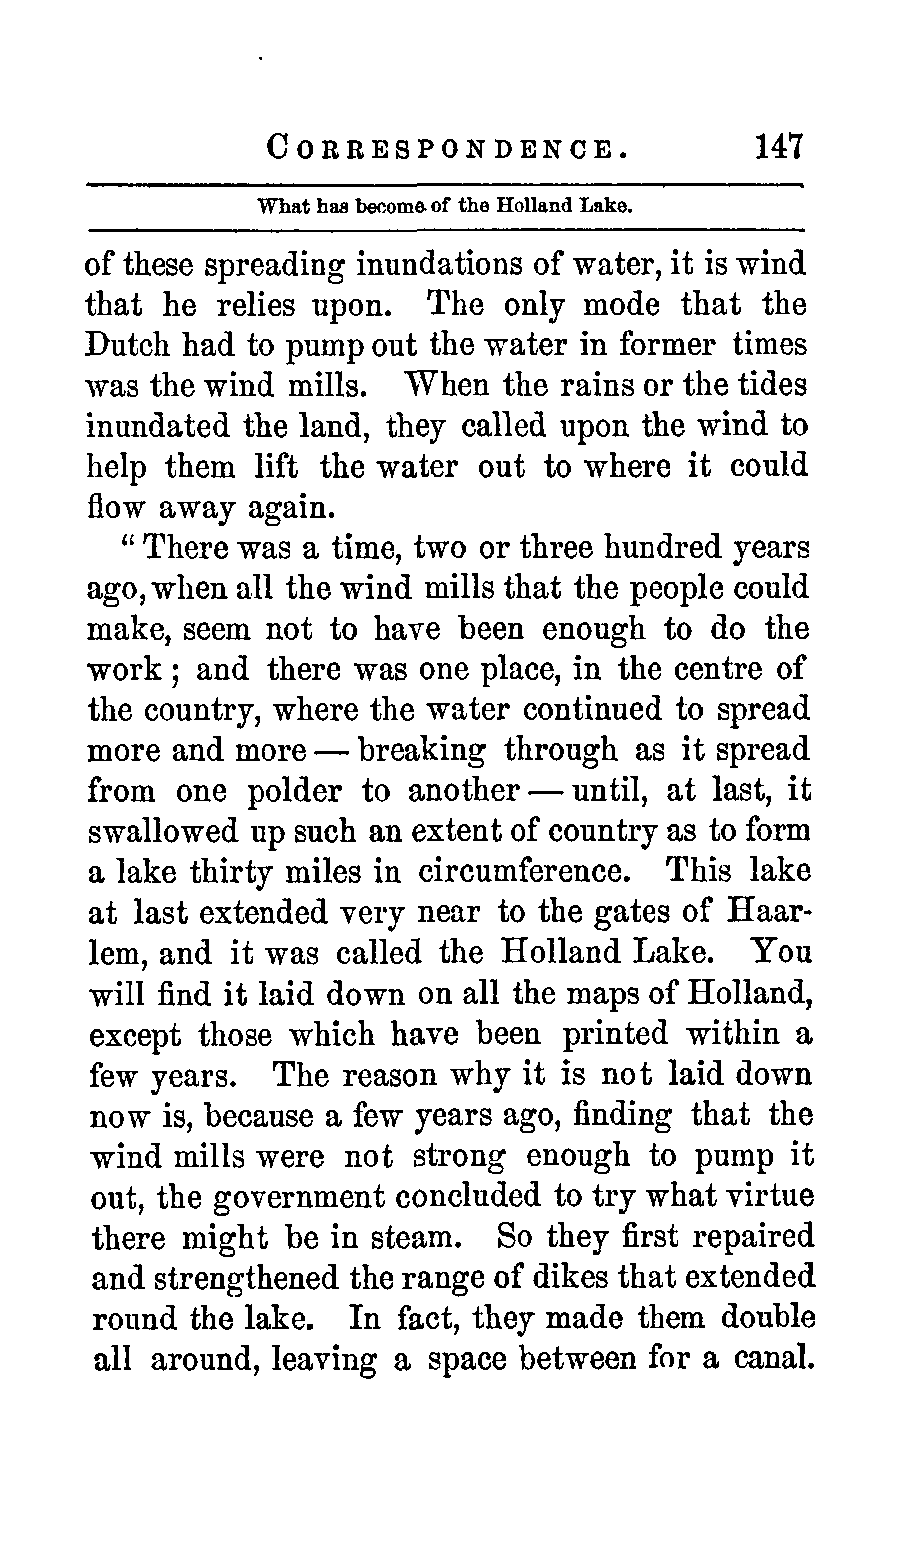 CORRESPONDENCE. 147
What has become of the Holland Lake.
of these spreading inundations of water, it is wind
that he relies upon. The only mode that the
Dutch had to pump out the water in former times
was the wind mills. When the rains or the tides
inundated the land, they called upon the wind to
help them lift the water out to where it could
flow away again.
“ There was a time, two or three hundred years
ago, when all the wind mills that the people could
make, seem not to have been enough to do the
work ; and there was one place, in the centre of
the country, where the water continued to spread
more and more — breaking through as it spread
from one polder to another — until, at last, it
swallowed up such an extent of country as to form
a lake thirty miles in circumference. This lake
at last extended very near to the gates of Haar-
lem, and it was called the Holland Lake. You
will find it laid down on all the maps of Holland,
except those which have been printed within a
few years. The reason why it is not laid down
now is, because a few years ago, finding that the
wind mills were not strong enough to pump it
out, the government concluded to try what virtue
there might be in steam. So they first repaired
and strengthened the range of dikes that extended
round the lake. In fact, they made them double
all around, leaving a space between for a canal.